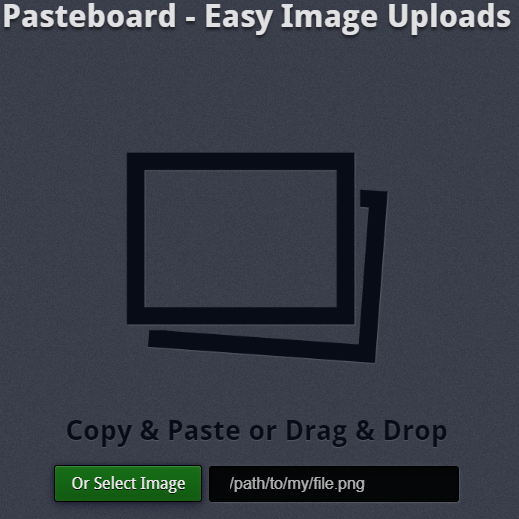 Pasteboard - Easy Image Uploads
Copy & Paste or Drag & Drop
Or Select Image /path/to/my/file.png